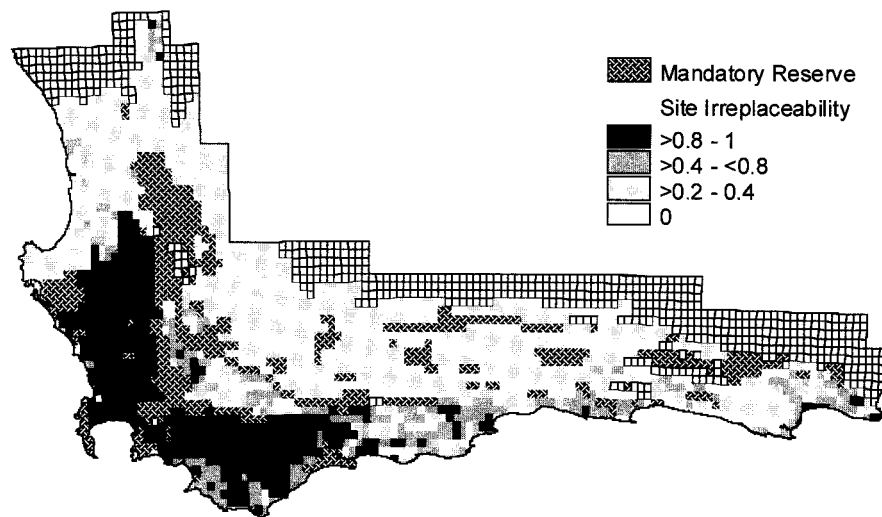 Mandatory Reserve
Site Irreplaceability
>0.8 - 1
>0.4 - <0.8
>0.2 - 0.4
0